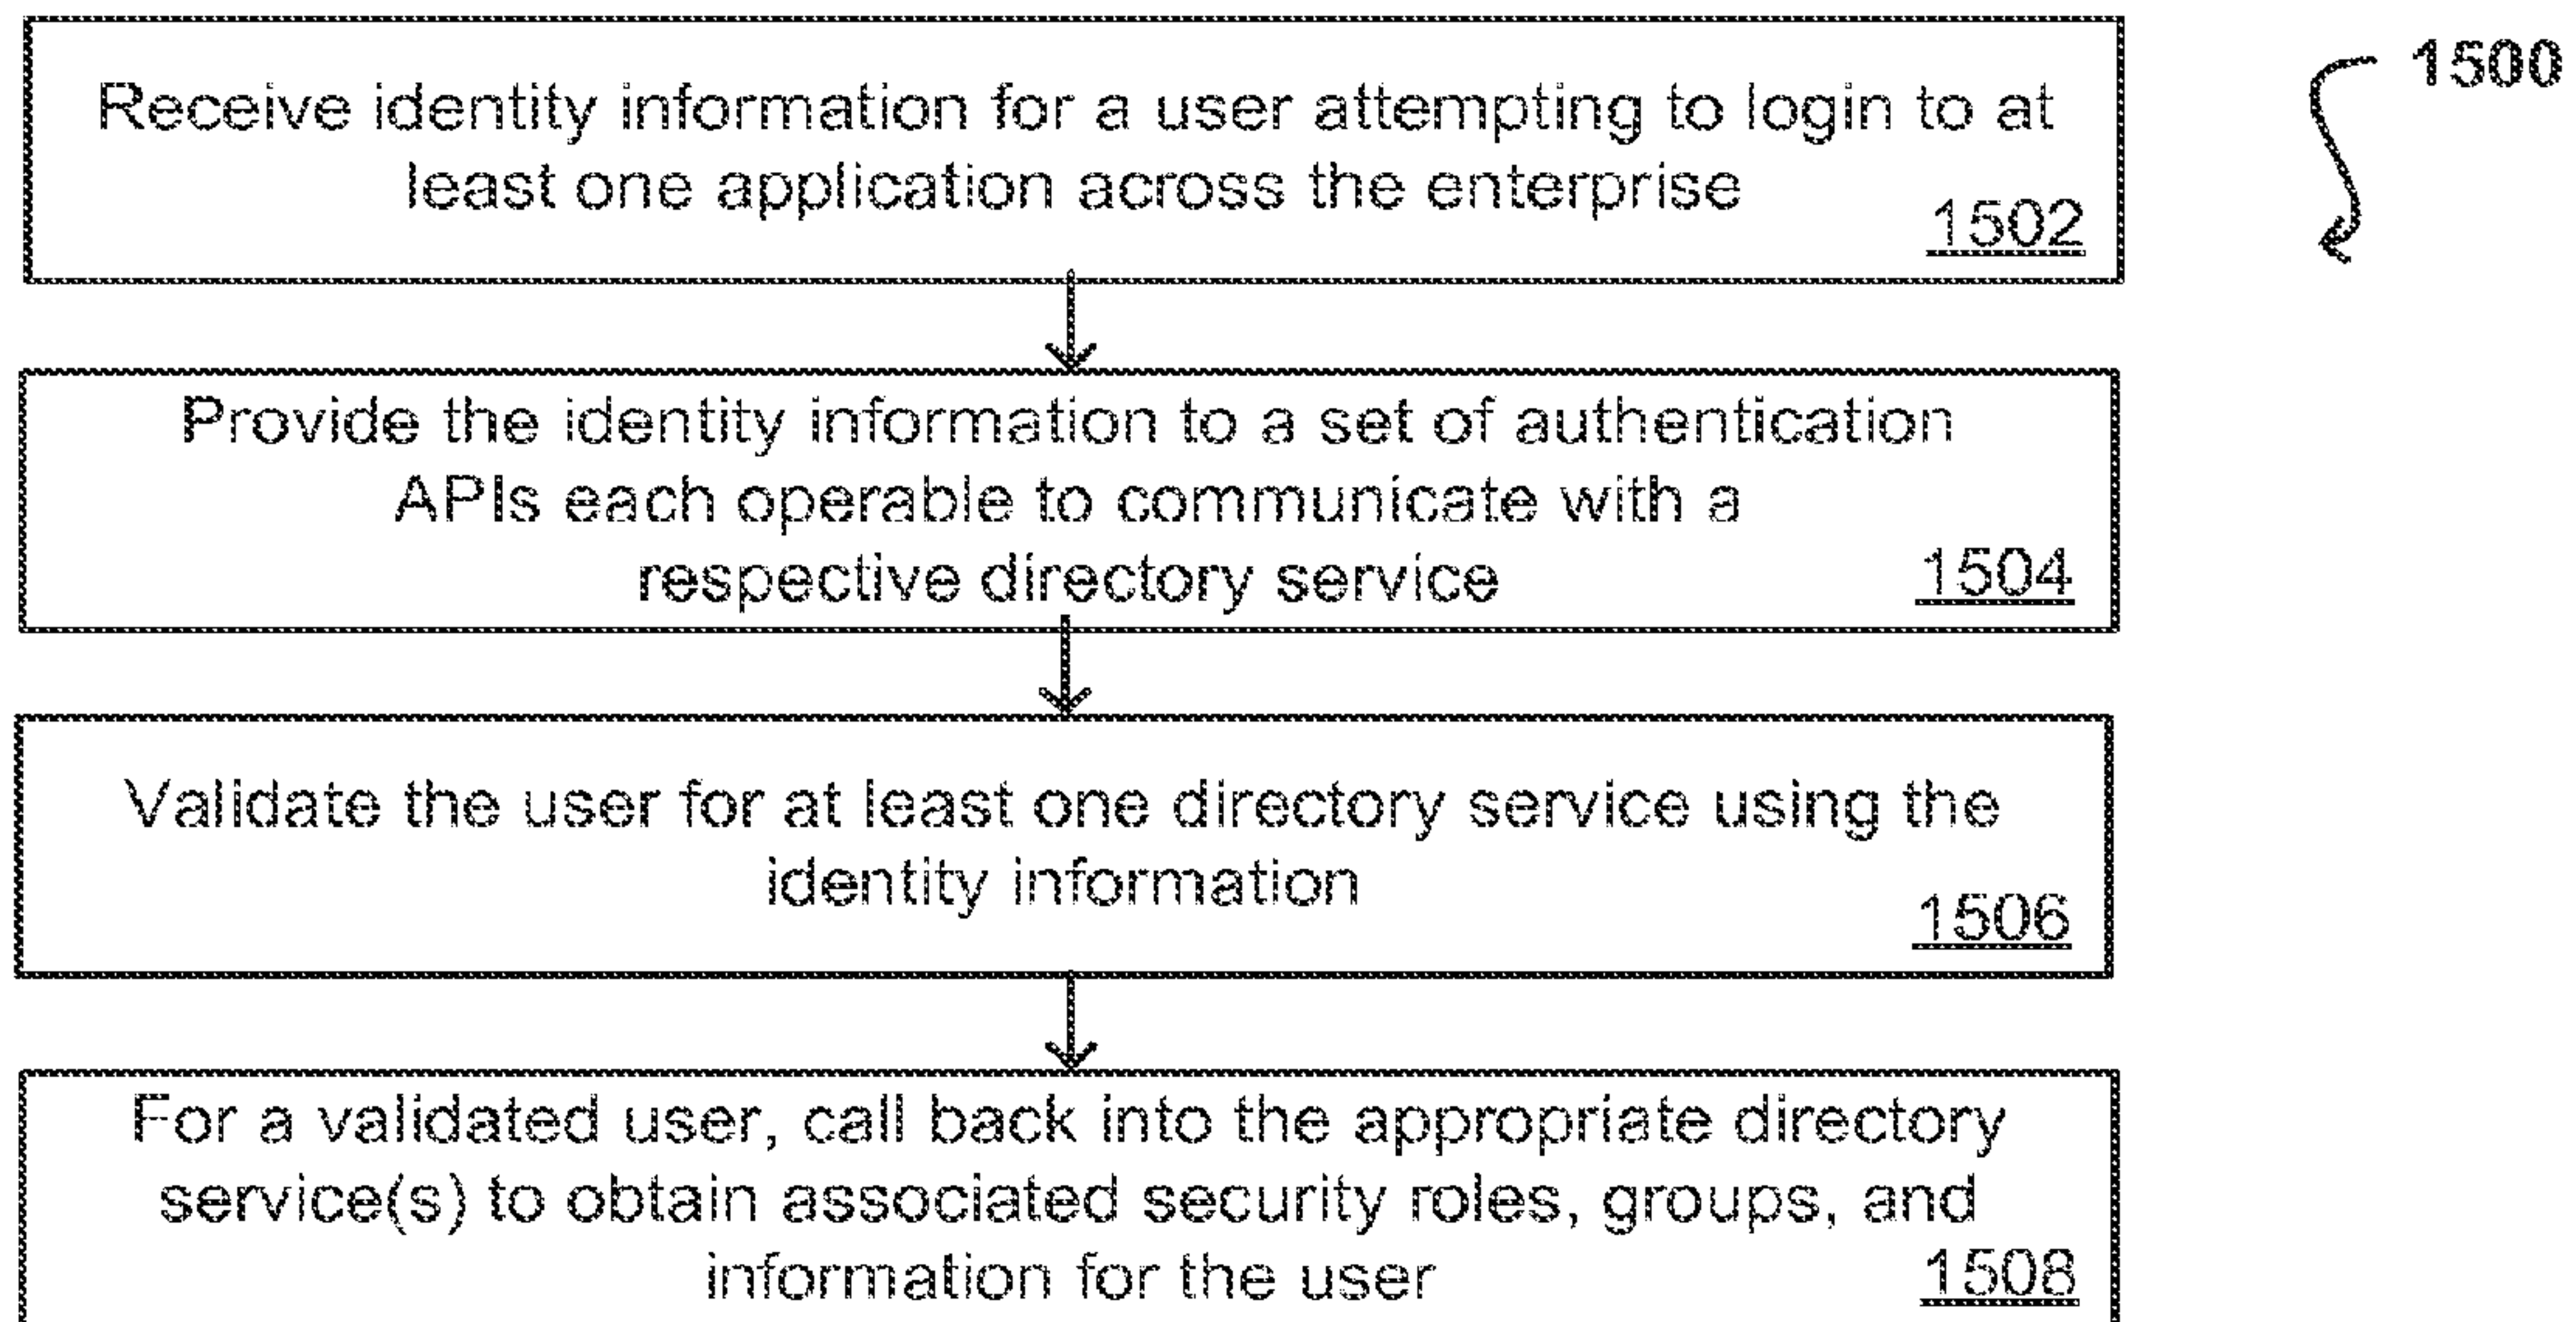 Receive identity information for a user attempting to login to at
least one application across the enterprise
1502
1500
Provide the identity information to a set of authentication
APIs each operable to communicate with a
respective directory service
1504
Validate the user for at least one directory service using the
identity information
1506
For a validated user, call back into the appropriate directory
service(s) to obtain associated security roles, groups, and
information for the user
1508